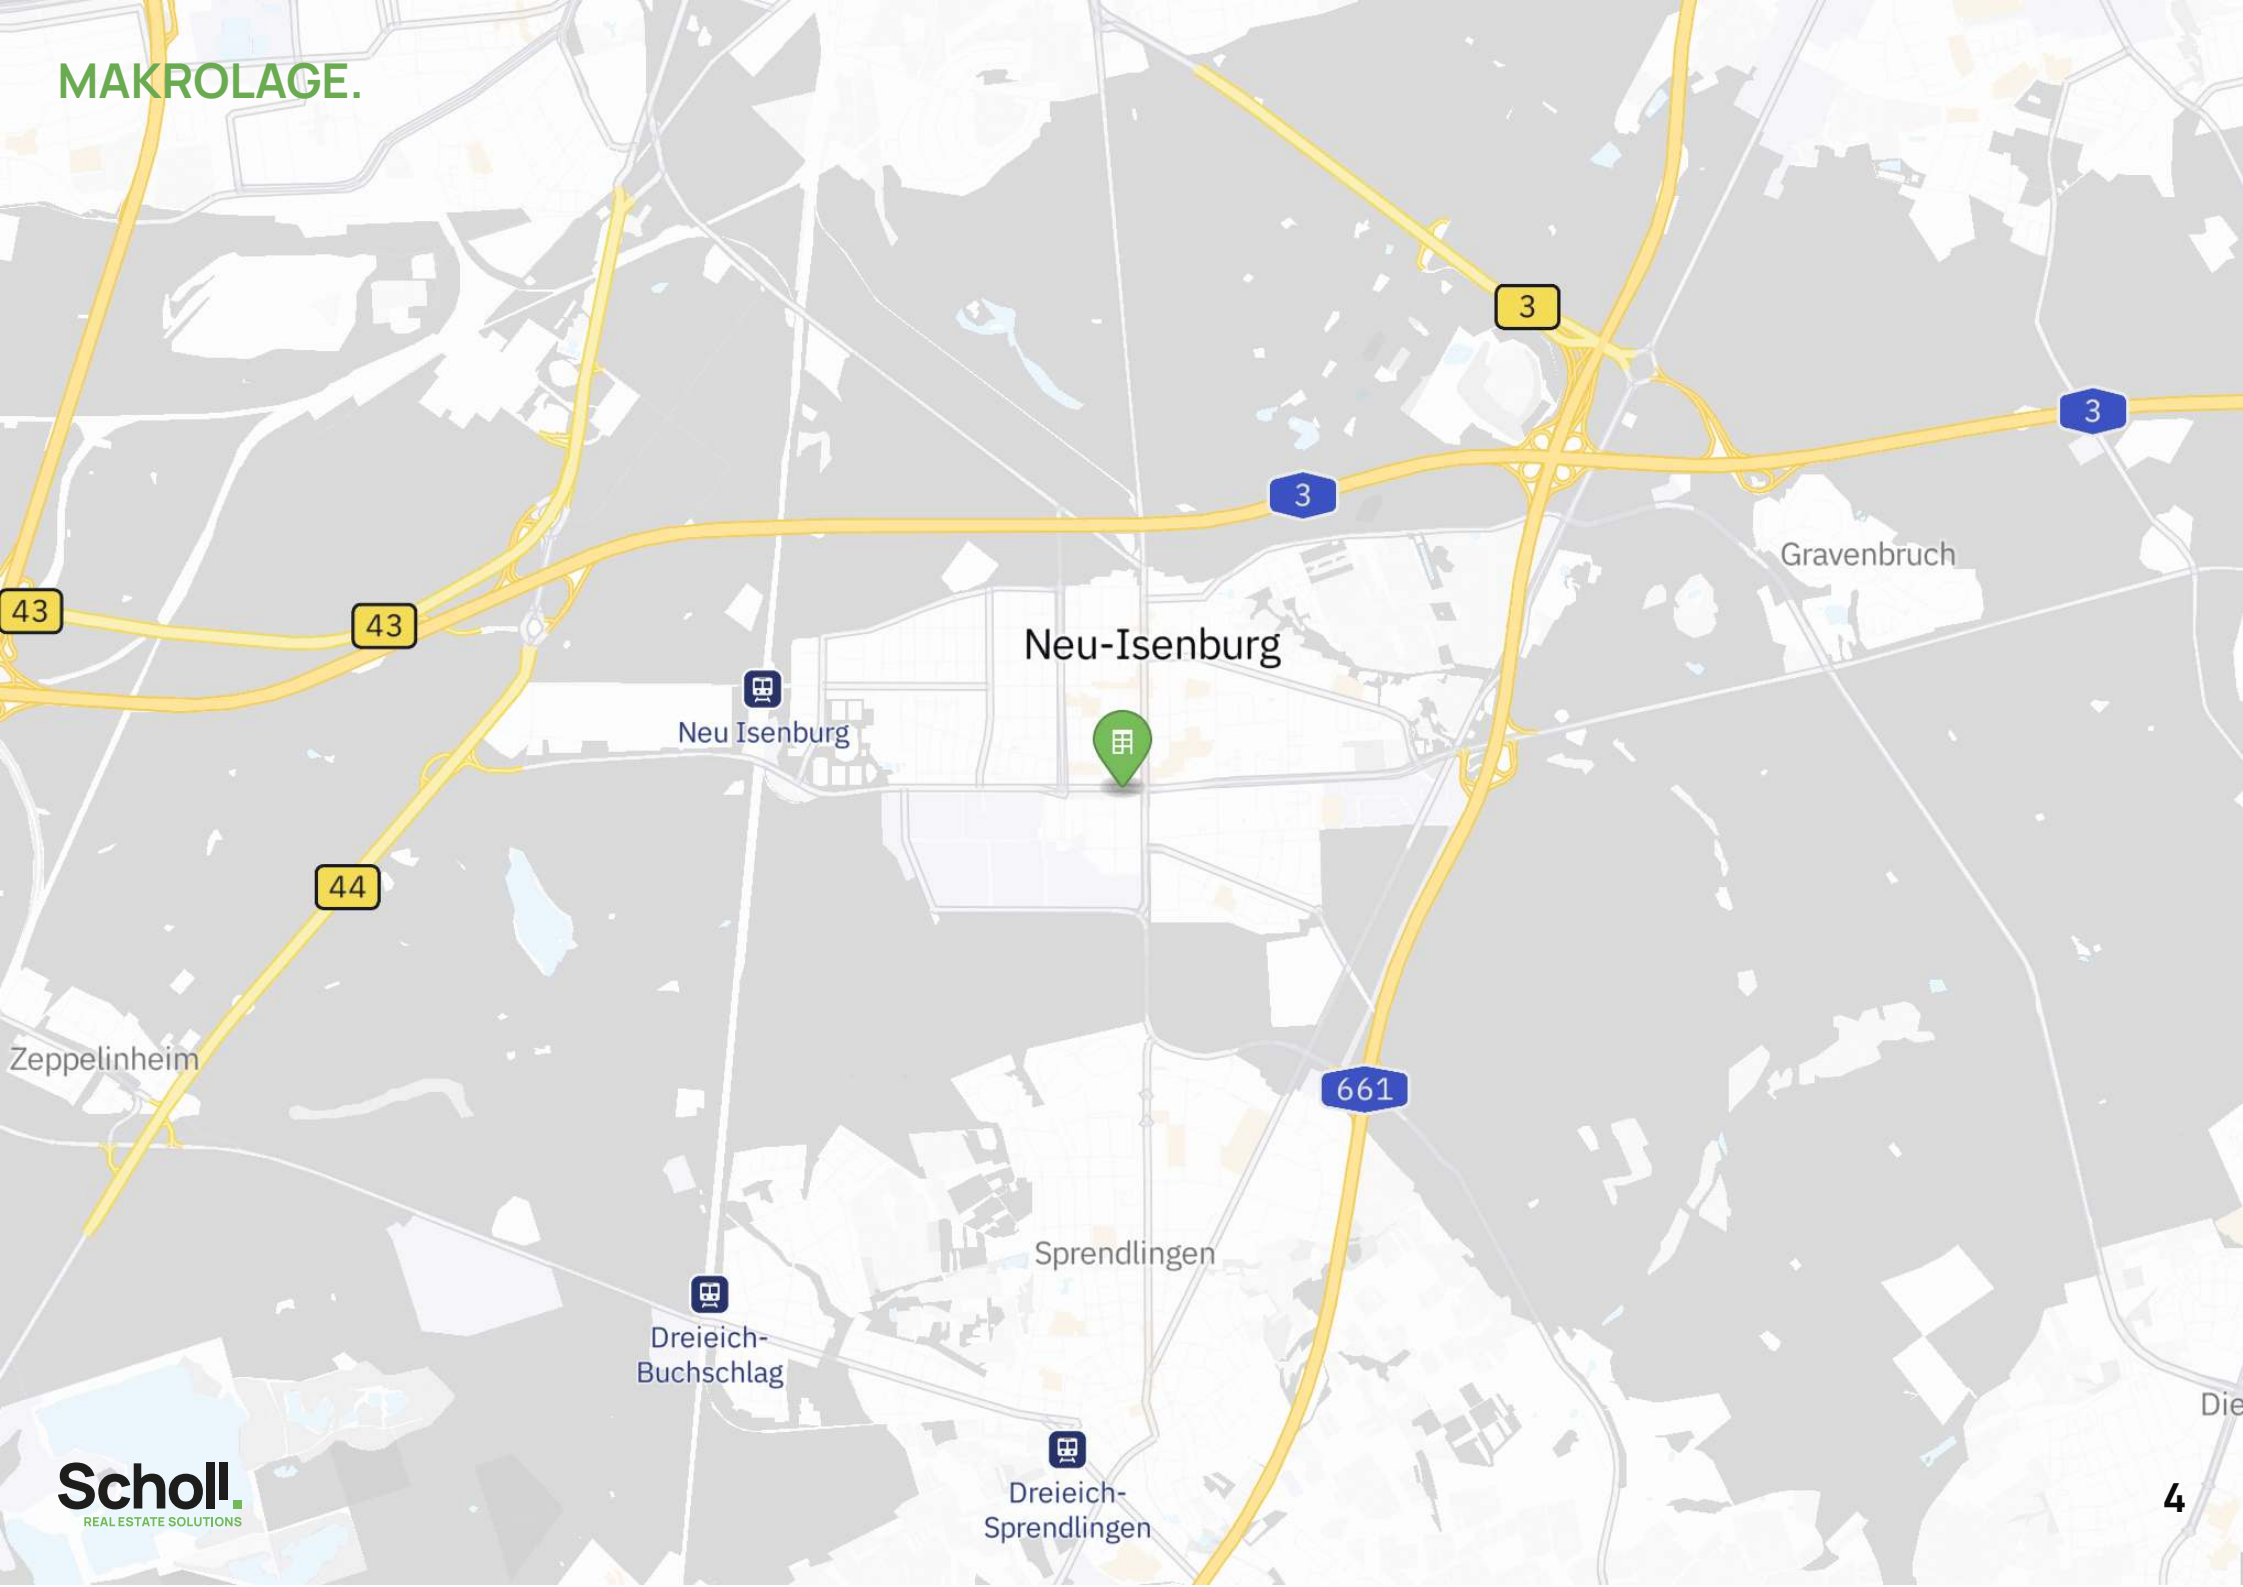 MAKROLAGE.
3
3
3
Gravenbruch
43
43
Neu-Isenburg
Neu Isenburg
44
Zeppelinheim
661
Sprendlingen
Dreieich-
Buchschlag
Die
Dreieich-
Sprendlingen
Scholl.
REAL ESTATE SOLUTIONS
4